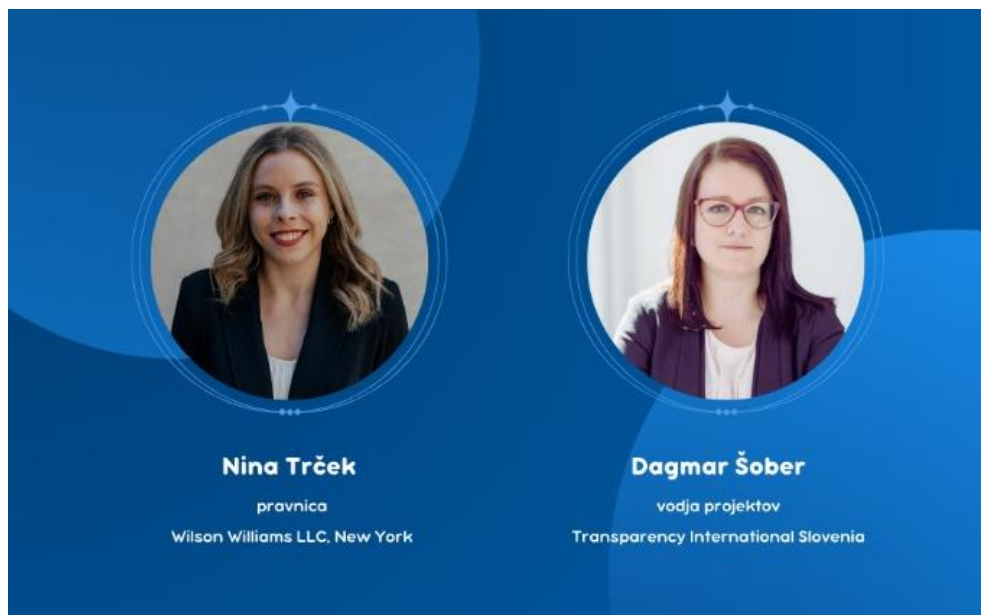 Nina Trček
pravnica
Wilson Williams LLC, New York
Dagmar Šober
vodja projektov
Transparency International Slovenia